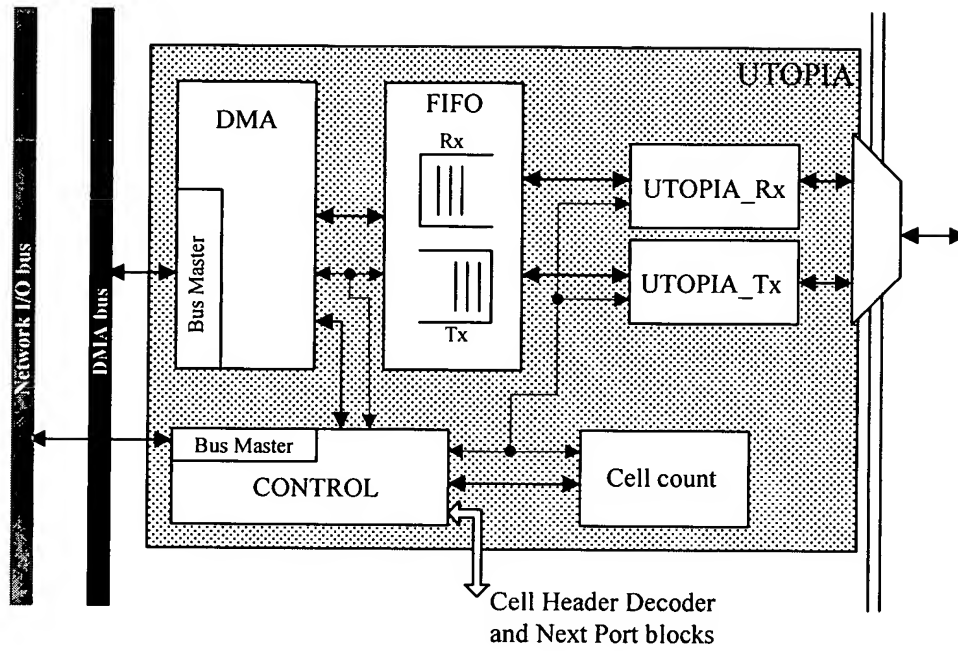 UTOPIA
DMA
FIFO
Rx
UTOPIA_Rx
Network I/O bus
DMA bus
Bus Master
UTOPIA_Tx
Tx
Bus Master
CONTROL
Cell count
Cell Header Decoder
and Next Port blocks